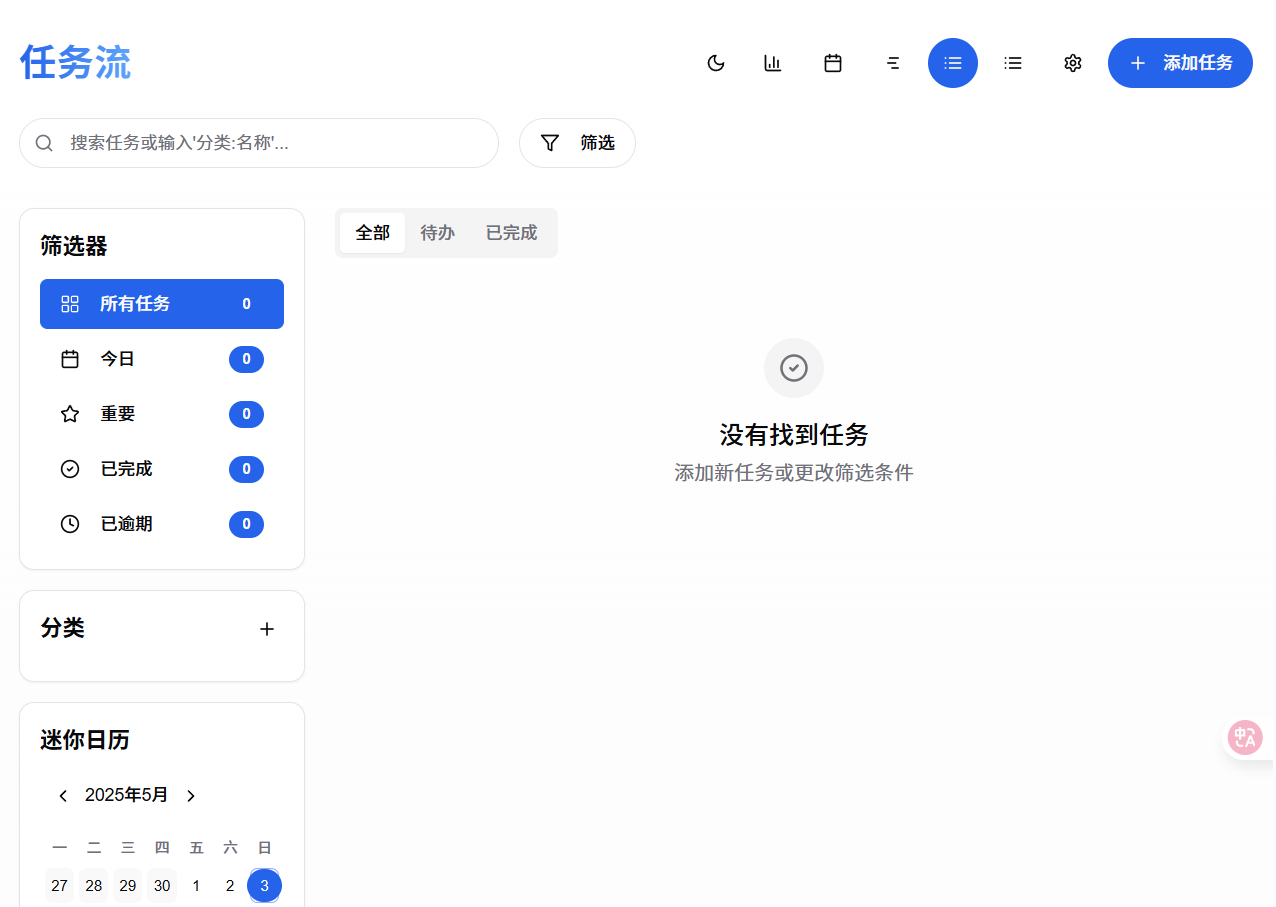 任务流
添加任务
搜索任务或输入'分类:名称'...
筛选
筛选器
所有任务 0
今日 0
重要 0
已完成 0
已逾期 0
全部 待办 已完成
没有找到任务
添加新任务或更改筛选条件
分类
迷你日历
2025年5月
一 二 三 四 五 六 日
27 28 29 30 1 2 3
中 A